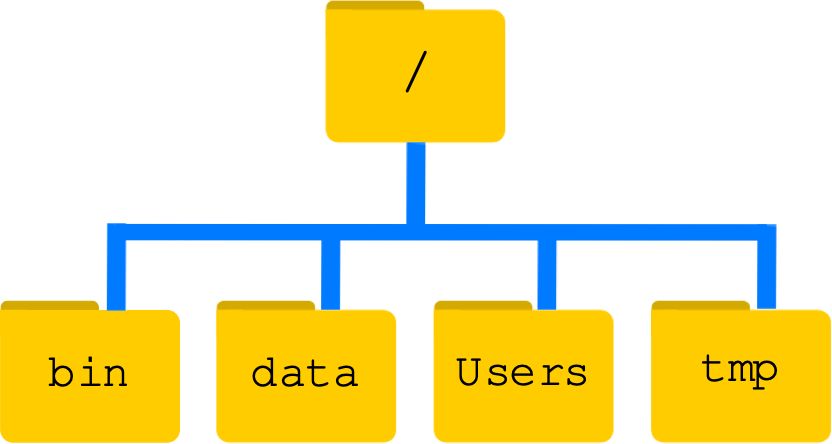 /
bin
data
Users
tmp